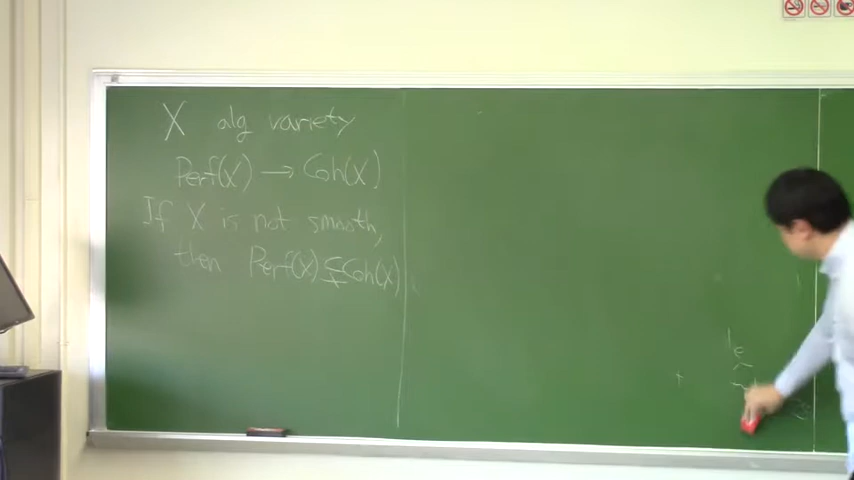 X alg variety
Perf(X) → Coh(X)
If X is not smooth,
then Perf(X) ⊊ Coh(X)